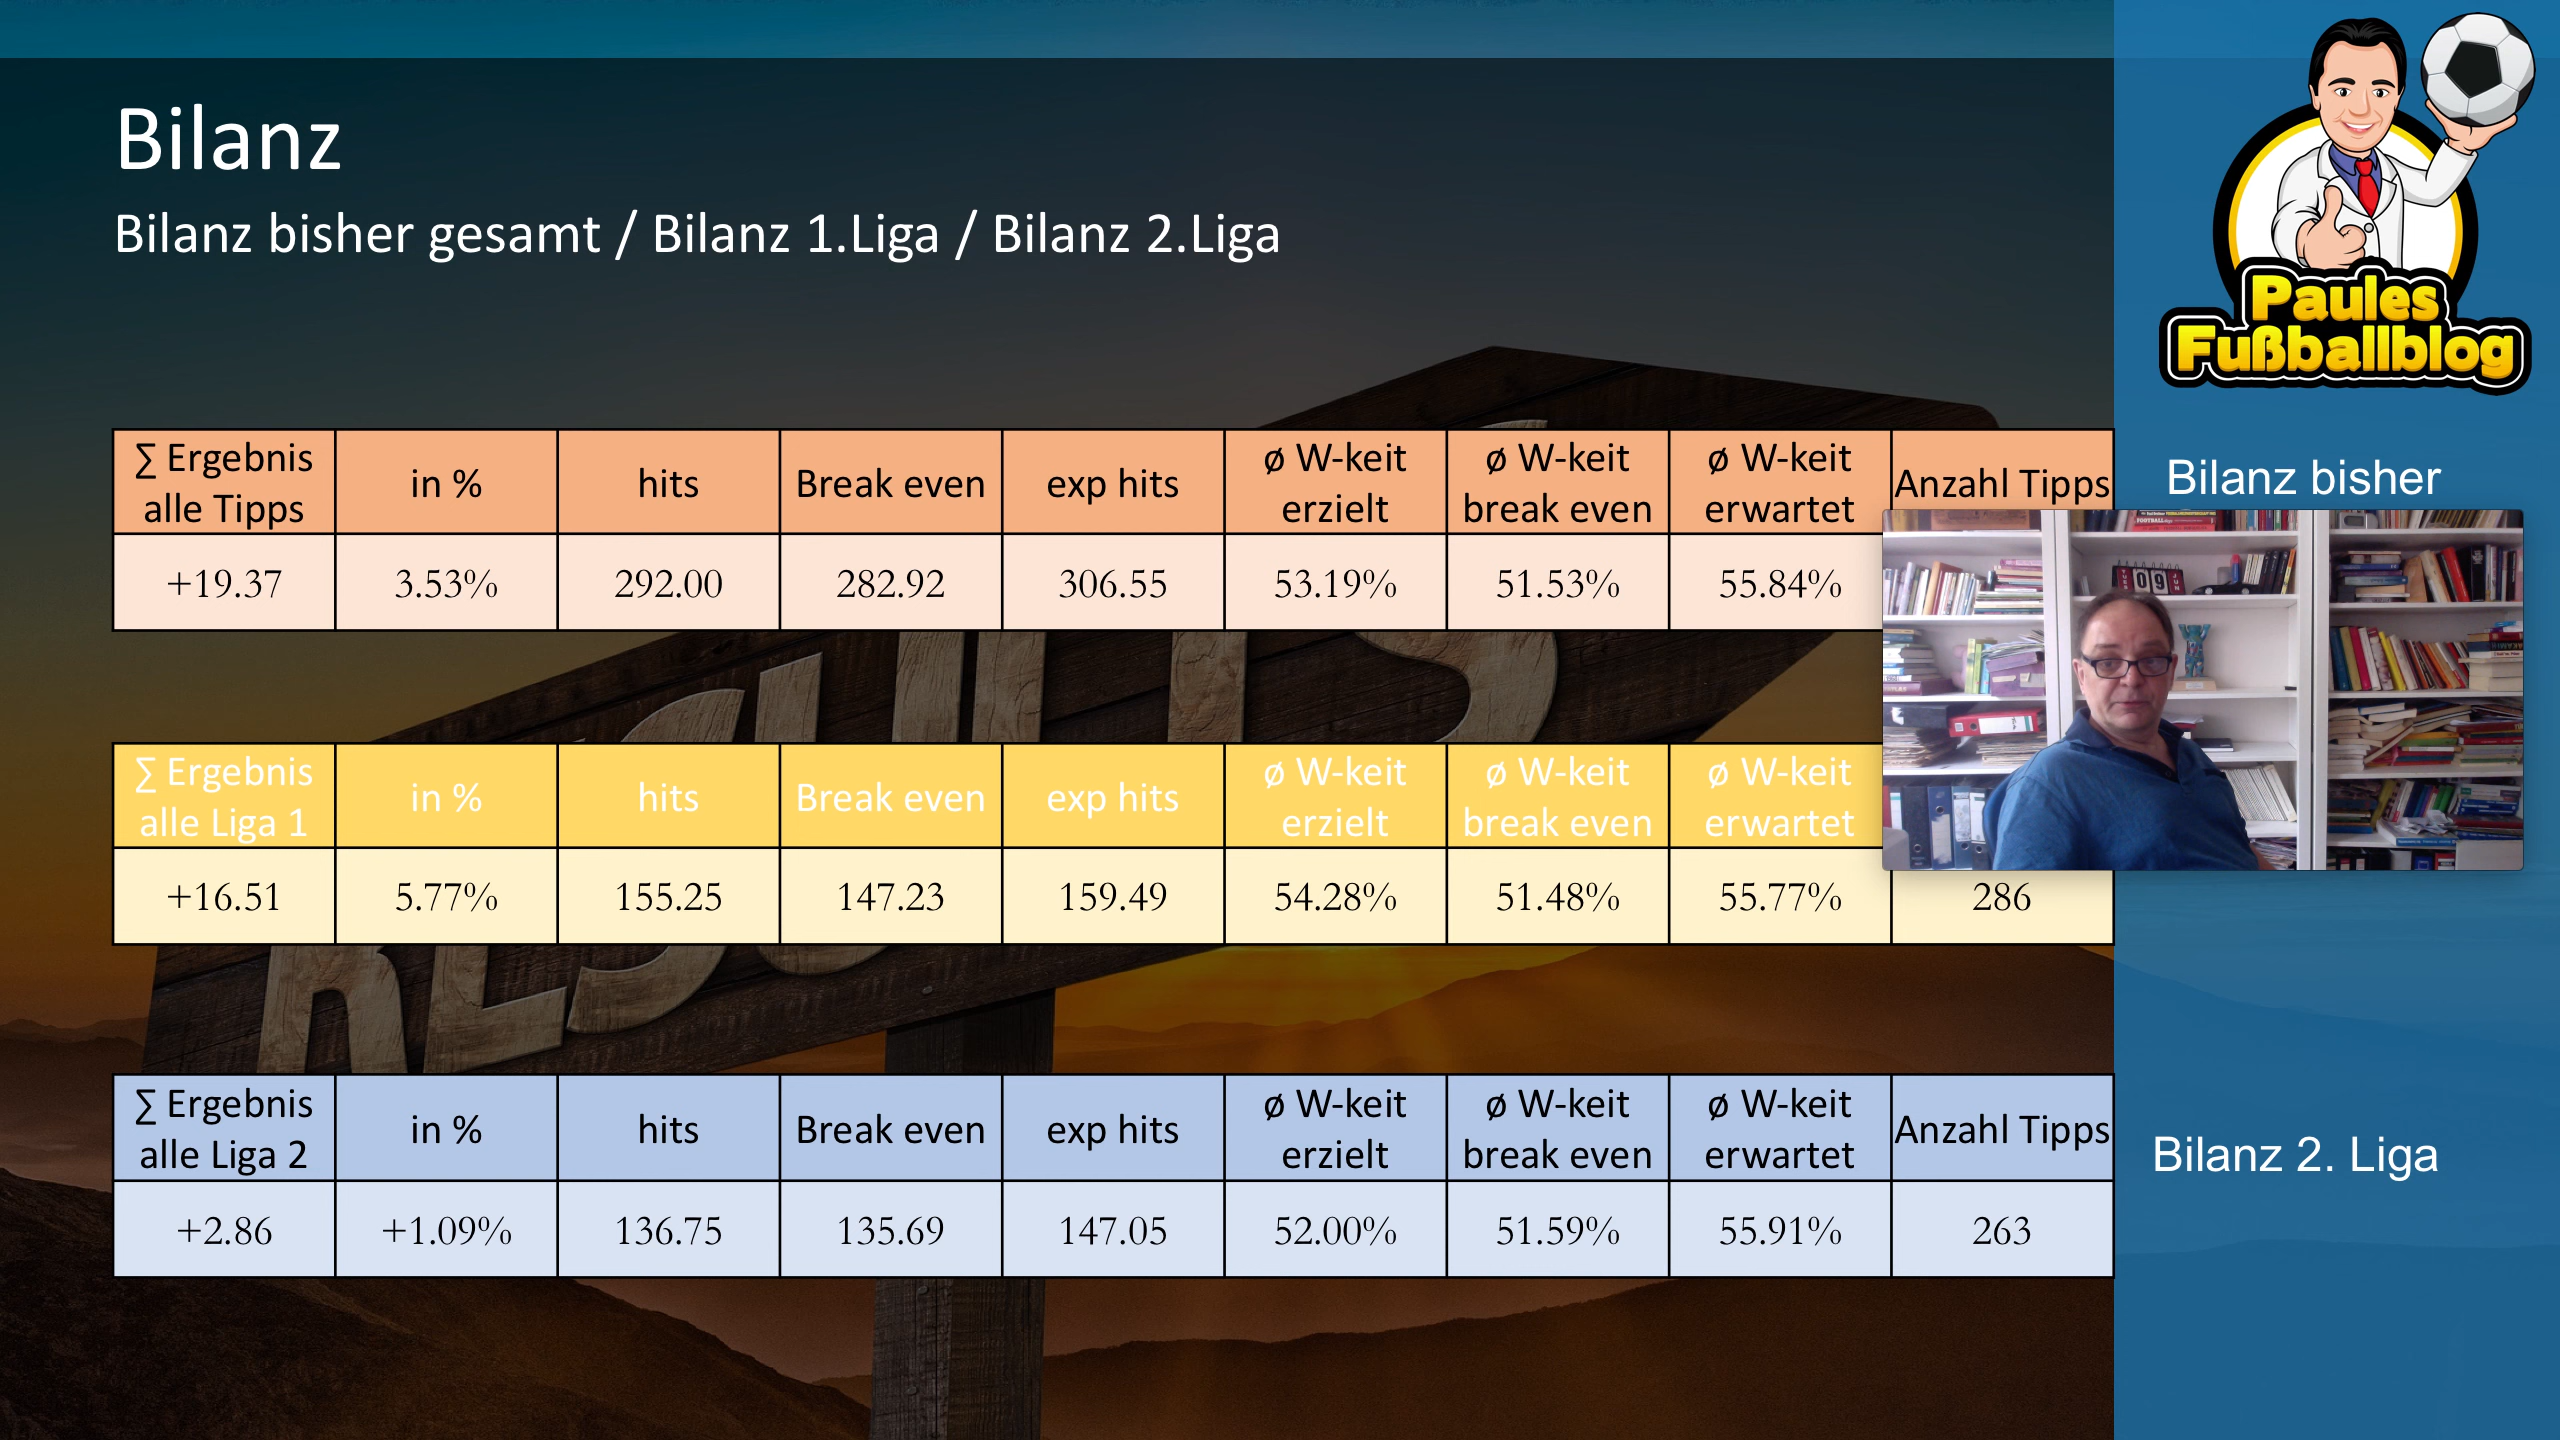 Bilanz
Bilanz bisher gesamt / Bilanz 1.Liga / Bilanz 2.Liga
Paules
Fußballblog
∑ Ergebnis alle Tipps | in % | hits | Break even | exp hits | ø W-keit erzielt | ø W-keit break even | ø W-keit erwartet | Anzahl Tipps
+19.37 | 3.53% | 292.00 | 282.92 | 306.55 | 53.19% | 51.53% | 55.84%
Bilanz bisher
09
JUN
∑ Ergebnis alle Liga 1 | in % | hits | Break even | exp hits | ø W-keit erzielt | ø W-keit break even | ø W-keit erwartet
+16.51 | 5.77% | 155.25 | 147.23 | 159.49 | 54.28% | 51.48% | 55.77% | 286
RESULTS
∑ Ergebnis alle Liga 2 | in % | hits | Break even | exp hits | ø W-keit erzielt | ø W-keit break even | ø W-keit erwartet | Anzahl Tipps
+2.86 | +1.09% | 136.75 | 135.69 | 147.05 | 52.00% | 51.59% | 55.91% | 263
Bilanz 2. Liga